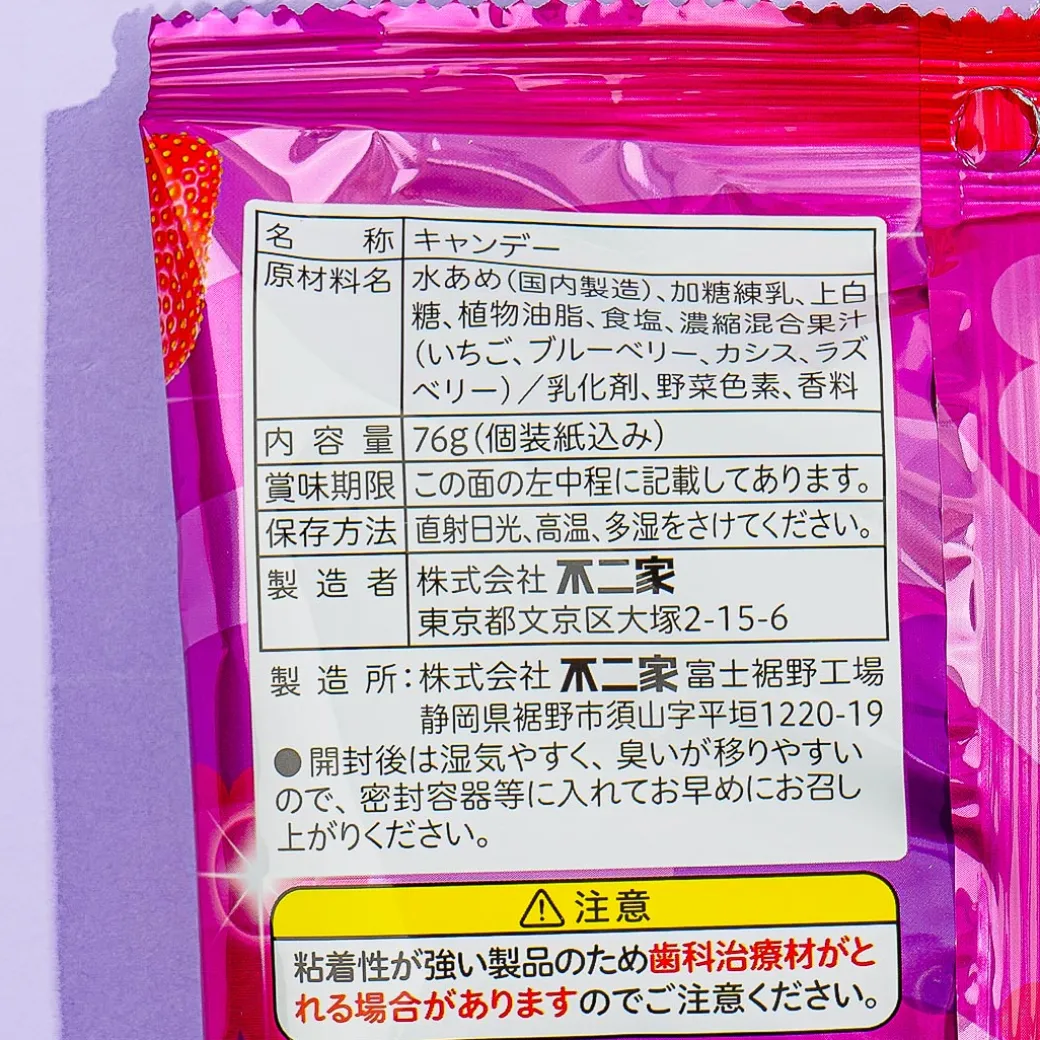 名称 キャンデー
原材料名 水あめ(国内製造)、加糖練乳、上白
糖、植物油脂、食塩、濃縮混合果汁
(いちご、ブルーベリー、カシス、ラズ
ベリー)/乳化剤、野菜色素、香料
内容量 76g(個装紙込み)
賞味期限 この面の左中程に記載してあります。
保存方法 直射日光、高温、多湿をさけてください。
製造者 株式会社 不二家
東京都文京区大塚2-15-6
製造所:株式会社 不二家 富士裾野工場
静岡県裾野市須山字平垣1220-19
●開封後は湿気やすく、臭いが移りやすい
ので、密封容器等に入れてお早めにお召し
上がりください。
⚠注意
粘着性が強い製品のため歯科治療材がと
れる場合がありますのでご注意ください。